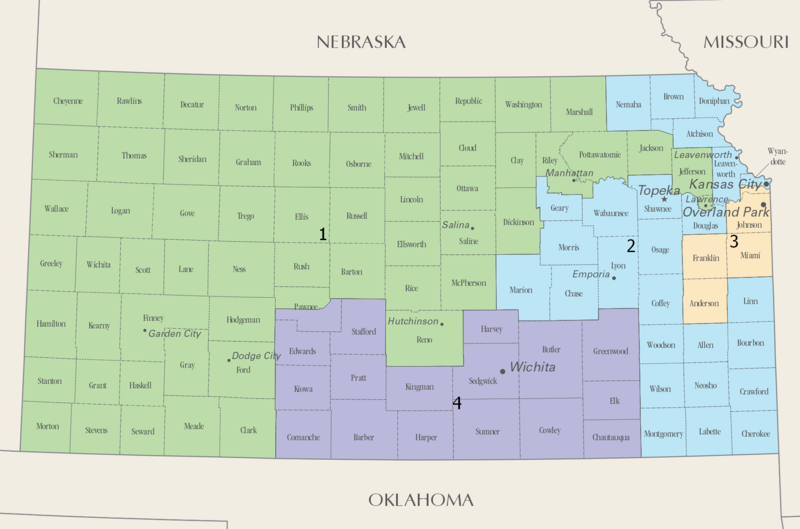 NEBRASKA
MISSOURI
Cheyenne
Rawlins
Decatur
Norton
Phillips
Smith
Jewell
Republic
Washington
Marshall
Nemaha
Brown
Doniphan
Atchison
Sherman
Thomas
Sheridan
Graham
Rooks
Osborne
Mitchell
Cloud
Clay
Riley
Pottawatomie
Jackson
Jefferson
Leavenworth
Leaven-
worth
Wyan-
dotte
Manhattan
Kansas City
Topeka
Shawnee
Lawrence
Overland Park
Johnson
Douglas
Wallace
Logan
Gove
Trego
Ellis
Russell
Lincoln
Ottawa
Salina
Saline
Dickinson
Geary
Wabaunsee
Morris
Osage
Franklin
Miami
1
2
3
Greeley
Wichita
Scott
Lane
Ness
Rush
Barton
Ellsworth
Rice
McPherson
Marion
Chase
Emporia
Lyon
Coffey
Anderson
Linn
Hamilton
Kearny
Finney
Garden City
Hodgeman
Pawnee
Edwards
Stafford
Hutchinson
Reno
Harvey
Butler
Greenwood
Woodson
Allen
Bourbon
Stanton
Grant
Haskell
Gray
Dodge City
Ford
Kiowa
Pratt
Kingman
Sedgwick
Wichita
Elk
Wilson
Neosho
Crawford
4
Morton
Stevens
Seward
Meade
Clark
Comanche
Barber
Harper
Sumner
Cowley
Chautauqua
Montgomery
Labette
Cherokee
OKLAHOMA